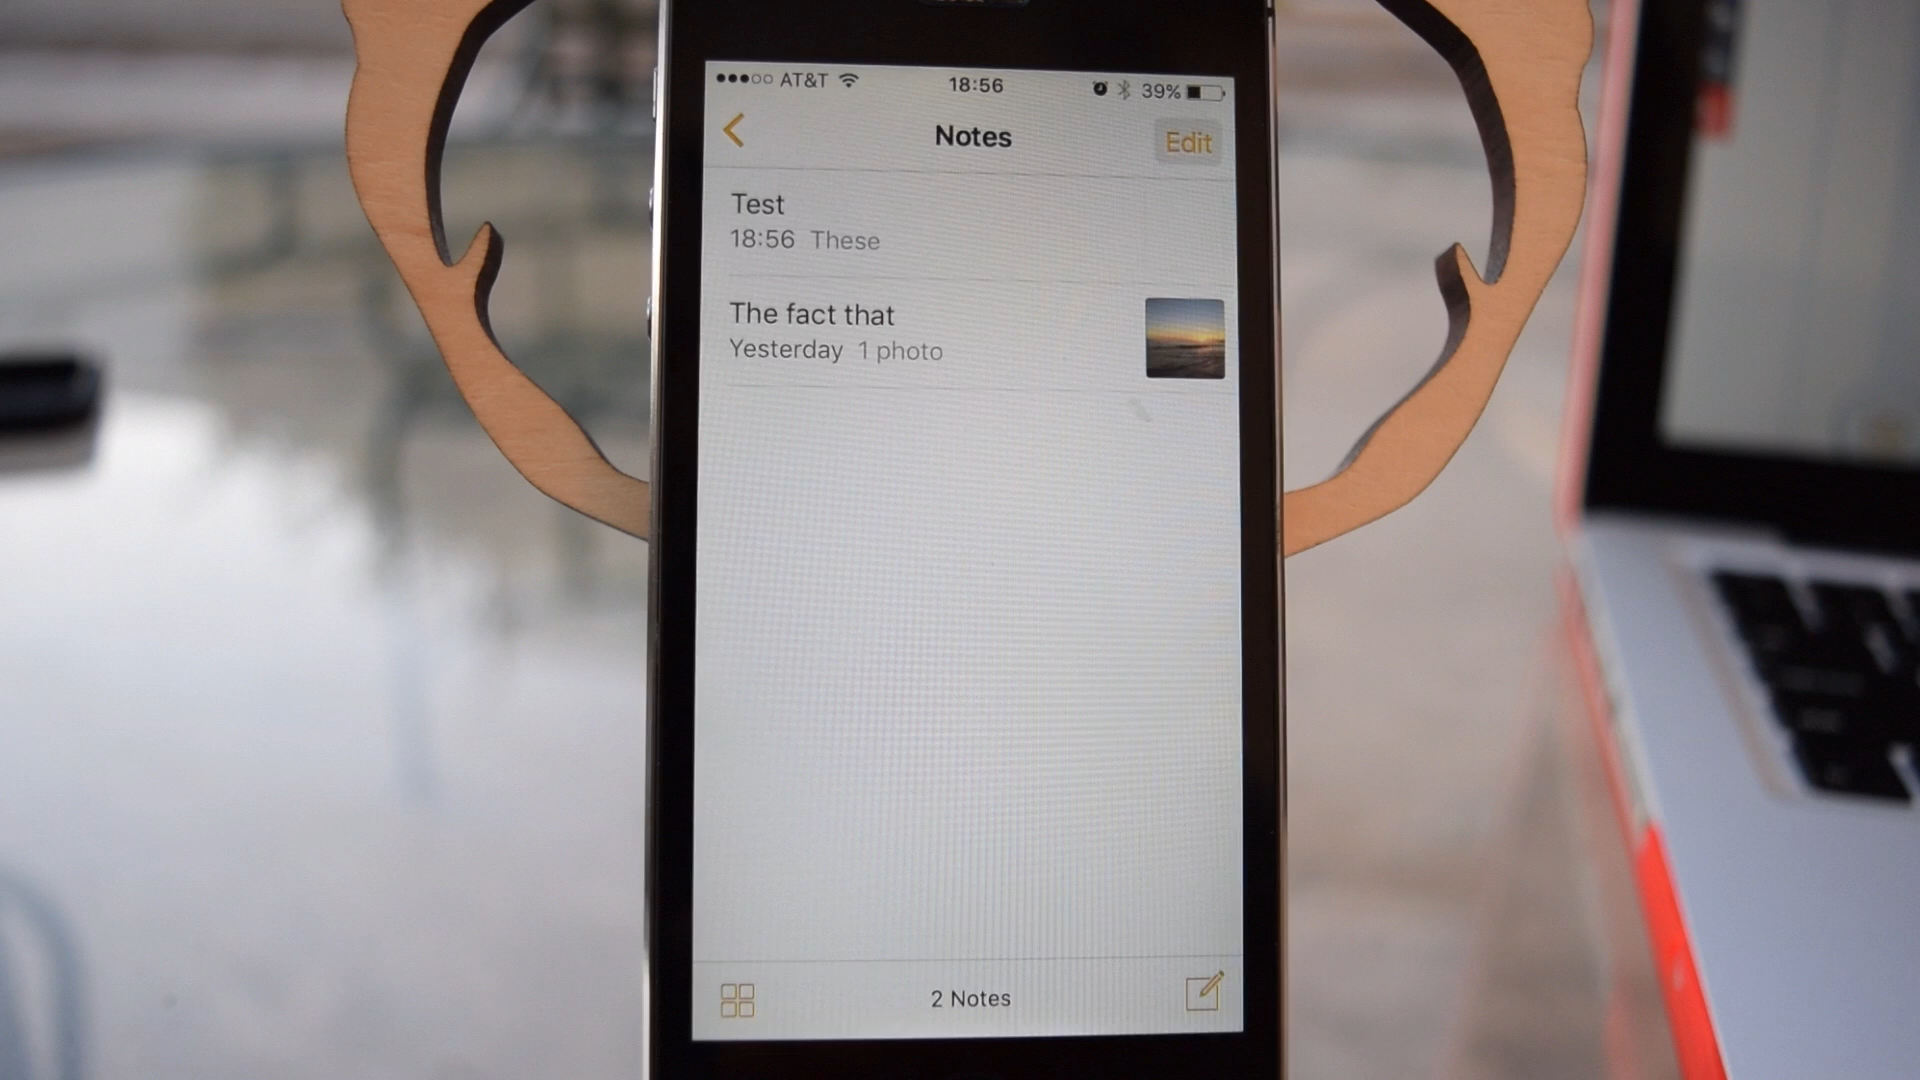 AT&T 18:56 39%
Notes Edit
Test
18:56 These
The fact that
Yesterday 1 photo
2 Notes